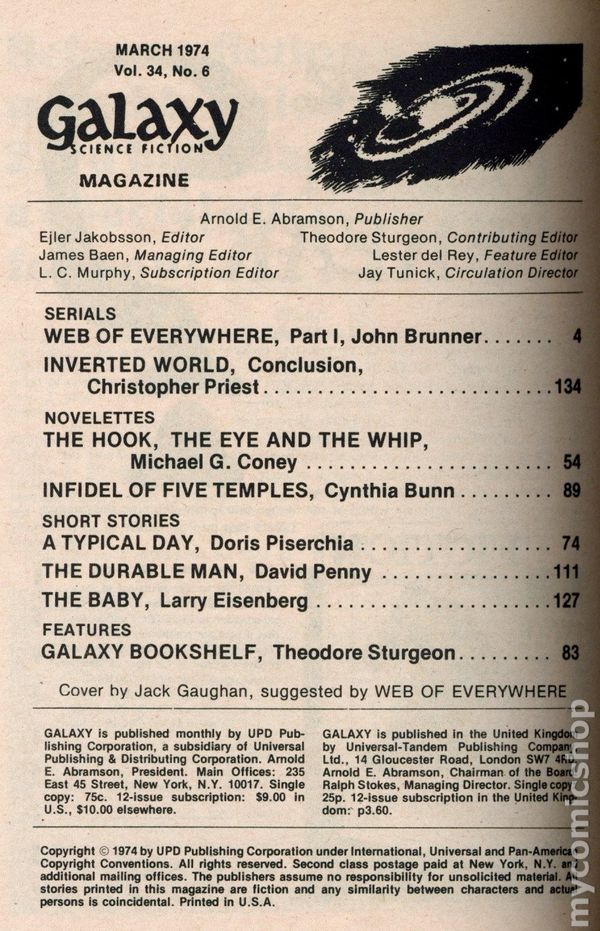 MARCH 1974
Vol. 34, No. 6
Galaxy
SCIENCE FICTION
MAGAZINE
Arnold E. Abramson, Publisher
Ejler Jakobsson, Editor Theodore Sturgeon, Contributing Editor
James Baen, Managing Editor Lester del Rey, Feature Editor
L. C. Murphy, Subscription Editor Jay Tunick, Circulation Director
SERIALS
WEB OF EVERYWHERE, Part I, John Brunner....... 4
INVERTED WORLD, Conclusion,
Christopher Priest...........................134
NOVELETTES
THE HOOK, THE EYE AND THE WHIP,
Michael G. Coney ........................ 54
INFIDEL OF FIVE TEMPLES, Cynthia Bunn......... 89
SHORT STORIES
A TYPICAL DAY, Doris Piserchia ................... 74
THE DURABLE MAN, David Penny .................111
THE BABY, Larry Eisenberg .......................127
FEATURES
GALAXY BOOKSHELF, Theodore Sturgeon......... 83
Cover by Jack Gaughan, suggested by WEB OF EVERYWHERE
GALAXY is published monthly by UPD Pub-
lishing Corporation, a subsidiary of Universal
Publishing & Distributing Corporation. Arnold
E. Abramson, President. Main Offices: 235
East 45 Street, New York, N.Y. 10017. Single
copy: 75c. 12-issue subscription: $9.00 in
U.S., $10.00 elsewhere.
GALAXY is published in the United Kingdom
by Universal-Tandem Publishing Company
Ltd., 14 Gloucester Road, London SW7 4RD.
Arnold E. Abramson, Chairman of the Board
Ralph Stokes, Managing Director. Single copy
25p. 12-issue subscription in the United King-
dom: p3.60.
Copyright © 1974 by UPD Publishing Corporation under International, Universal and Pan-American
Copyright Conventions. All rights reserved. Second class postage paid at New York, N.Y. and
additional mailing offices. The publishers assume no responsibility for unsolicited material. All
stories printed in this magazine are fiction and any similarity between characters and actual
persons is coincidental. Printed in U.S.A.
mycomicshop